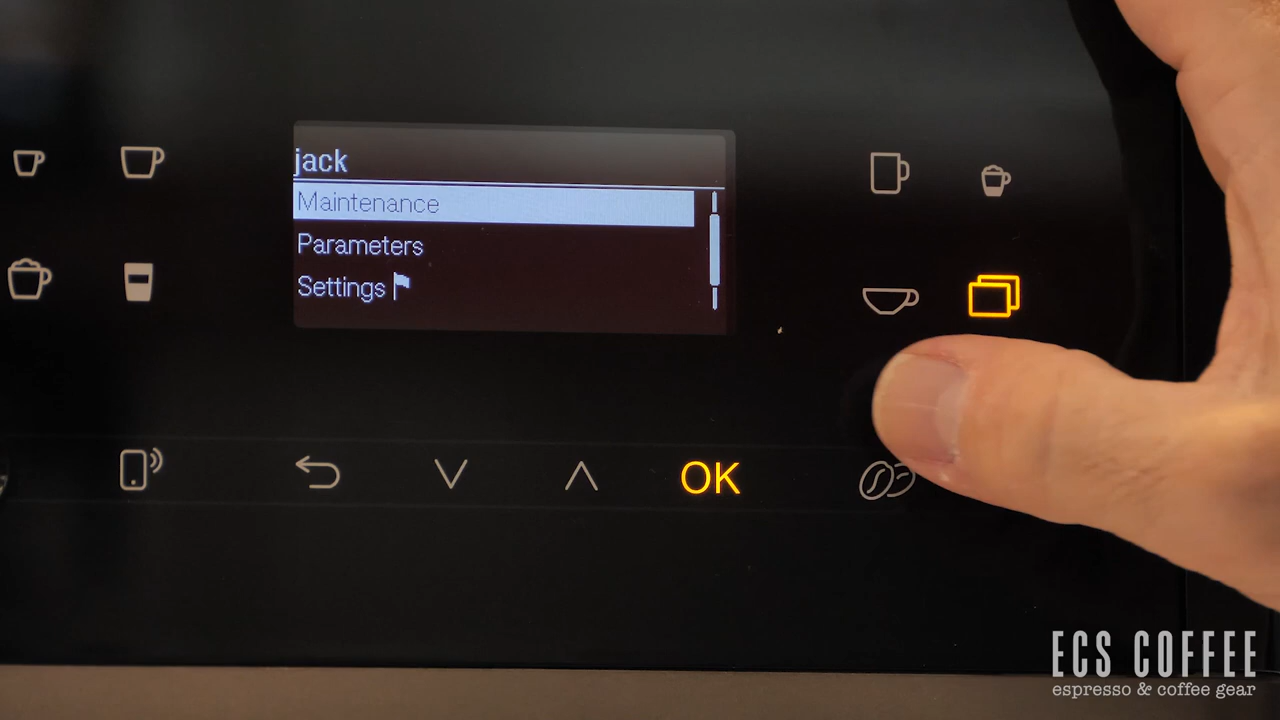 jack
Maintenance
Parameters
Settings
OK
ECS COFFEE
espresso & coffee gear